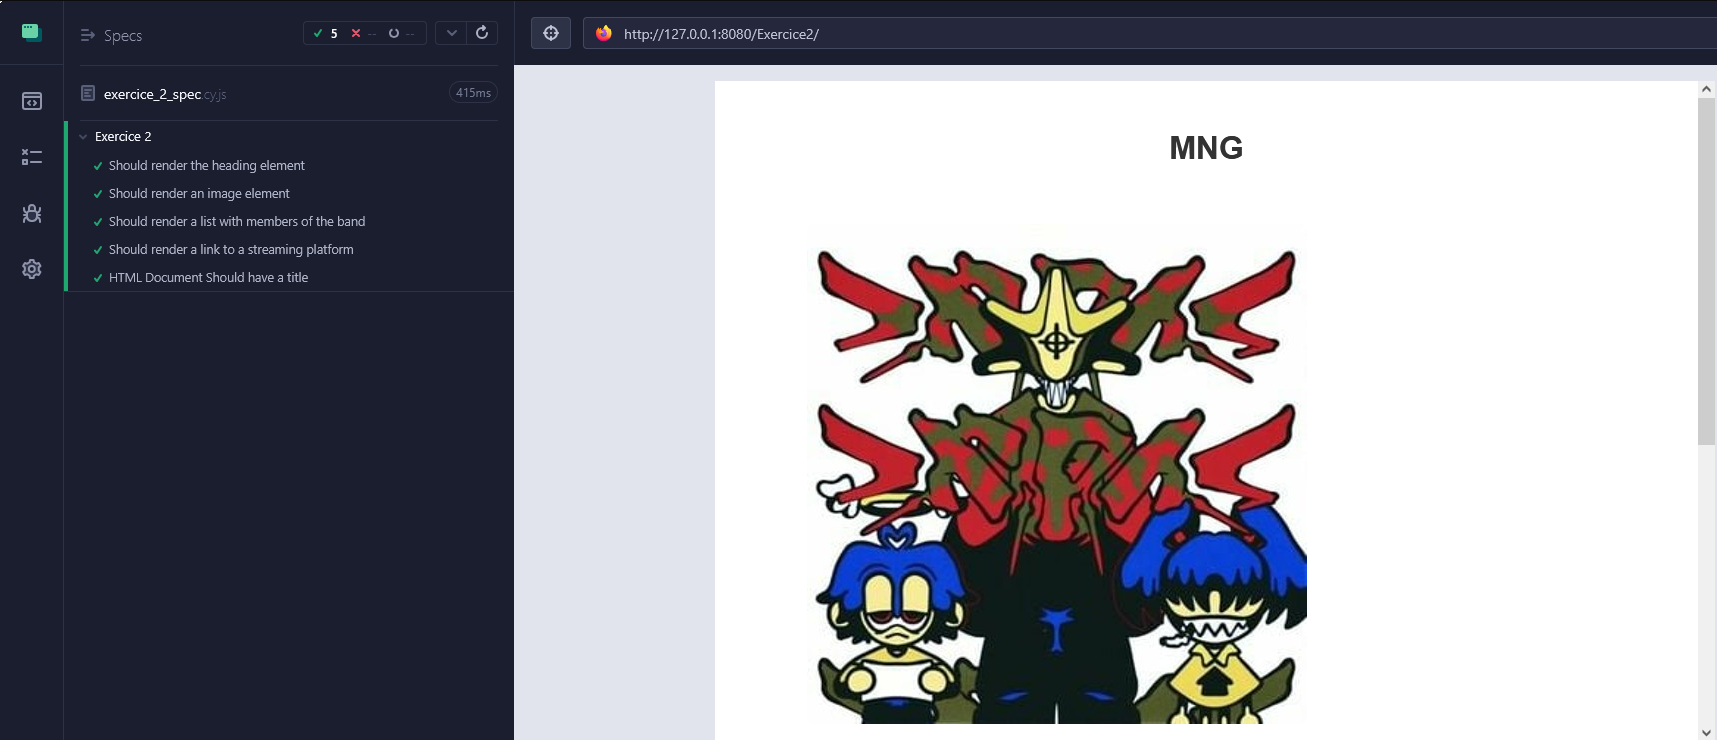 Specs
5
--
--
http://127.0.0.1:8080/Exercice2/
exercice_2_spec.cy.js
415ms
Exercice 2
Should render the heading element
Should render an image element
Should render a list with members of the band
Should render a link to a streaming platform
HTML Document Should have a title
MNG